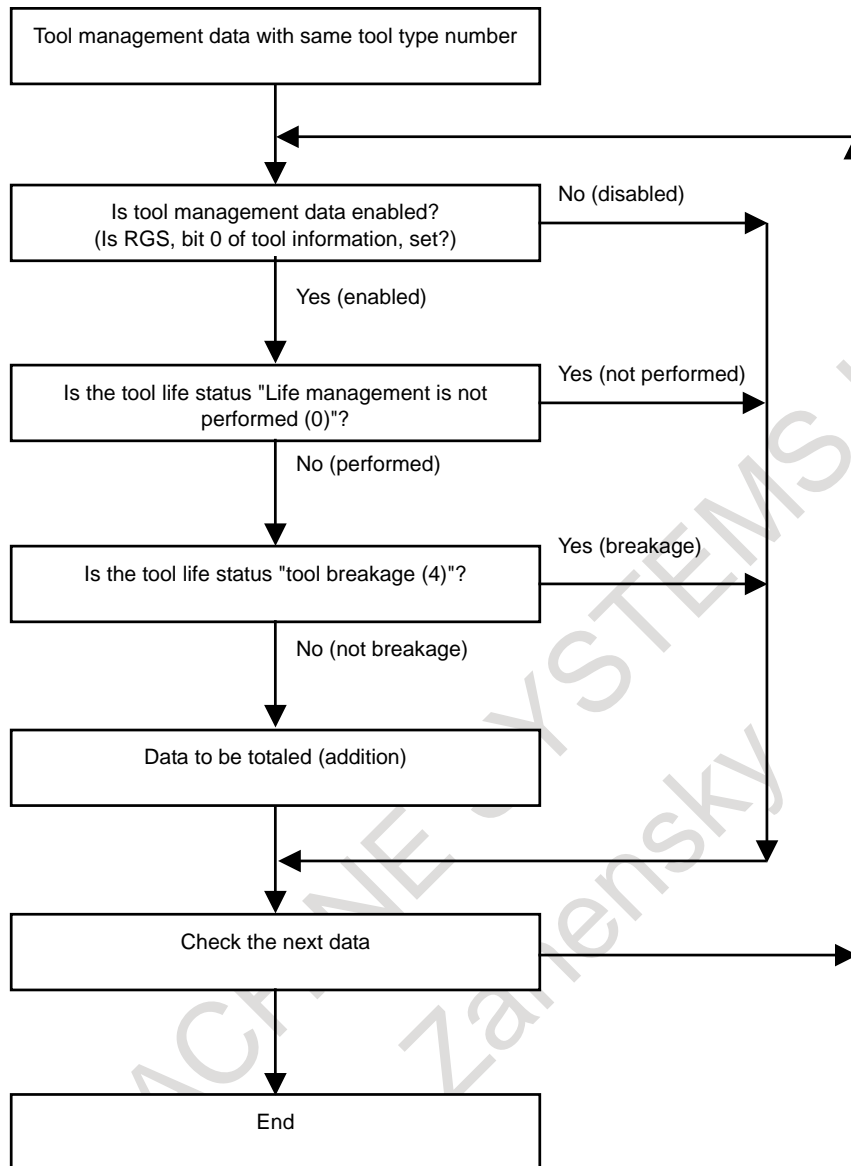 Tool management data with same tool type number
Is tool management data enabled?
(Is RGS, bit 0 of tool information, set?)
No (disabled)
Yes (enabled)
Is the tool life status "Life management is not
performed (0)"?
Yes (not performed)
No (performed)
Is the tool life status "tool breakage (4)"?
Yes (breakage)
No (not breakage)
Data to be totaled (addition)
Check the next data
End
SYSTEMS
Zahensky